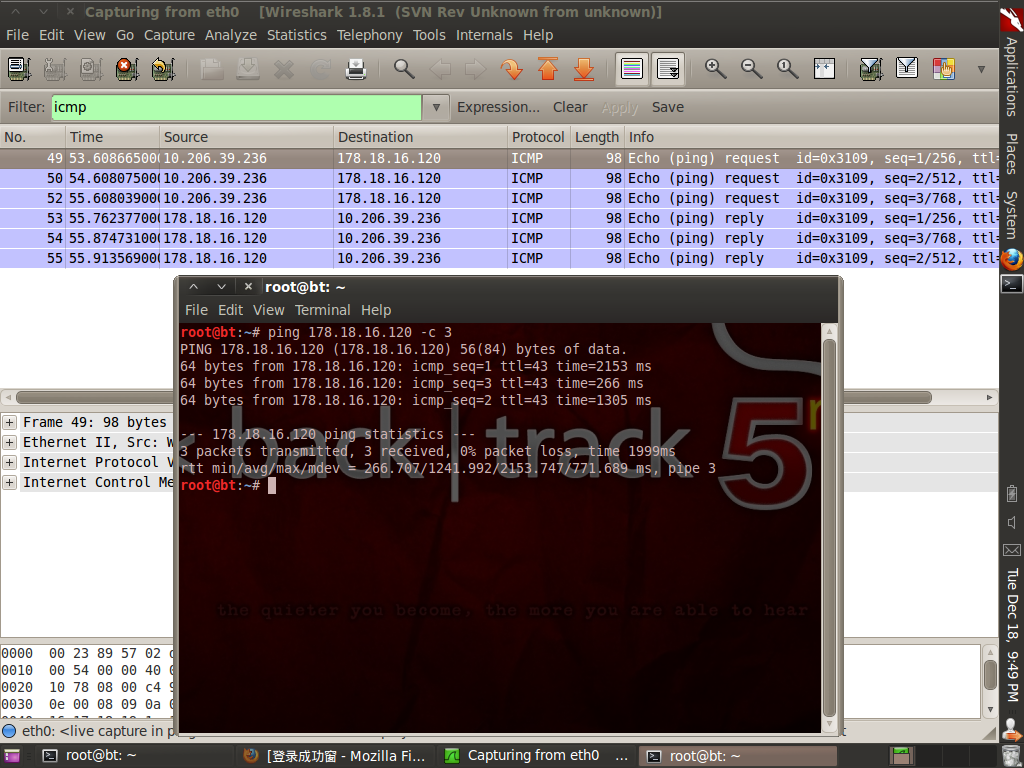 Capturing from eth0 [Wireshark 1.8.1 (SVN Rev Unknown from unknown)]
File Edit View Go Capture Analyze Statistics Telephony Tools Internals Help
Filter: icmp Expression... Clear Apply Save
No. Time Source Destination Protocol Length Info
49 53.608665000 10.206.39.236 178.18.16.120 ICMP 98 Echo (ping) request id=0x3109, seq=1/256, ttl=
50 54.608075000 10.206.39.236 178.18.16.120 ICMP 98 Echo (ping) request id=0x3109, seq=2/512, ttl=
52 55.608039000 10.206.39.236 178.18.16.120 ICMP 98 Echo (ping) request id=0x3109, seq=3/768, ttl=
53 55.762377000 178.18.16.120 10.206.39.236 ICMP 98 Echo (ping) reply id=0x3109, seq=1/256, ttl=
54 55.874731000 178.18.16.120 10.206.39.236 ICMP 98 Echo (ping) reply id=0x3109, seq=3/768, ttl=
55 55.913569000 178.18.16.120 10.206.39.236 ICMP 98 Echo (ping) reply id=0x3109, seq=2/512, ttl=
root@bt: ~
File Edit View Terminal Help
root@bt:~# ping 178.18.16.120 -c 3
PING 178.18.16.120 (178.18.16.120) 56(84) bytes of data.
64 bytes from 178.18.16.120: icmp_seq=1 ttl=43 time=2153 ms
64 bytes from 178.18.16.120: icmp_seq=3 ttl=43 time=266 ms
64 bytes from 178.18.16.120: icmp_seq=2 ttl=43 time=1305 ms
--- 178.18.16.120 ping statistics ---
3 packets transmitted, 3 received, 0% packet loss, time 1999ms
rtt min/avg/max/mdev = 266.707/1241.992/2153.747/771.689 ms, pipe 3
root@bt:~#
back|track 5
the quieter you become, the more you are able to hear
Frame 49: 98 bytes
Ethernet II, Src:
Internet Protocol
Internet Control
0000 00 23 89 57 02
0010 00 54 00 00 40
0020 10 78 08 00 c4
0030 0e 00 08 09 0a
eth0: <live capture in
root@bt: ~
[登录成功窗 - Mozilla Fi...
Capturing from eth0 ...
root@bt: ~
Applications
Places
System
Tue Dec 18, 9:49 PM